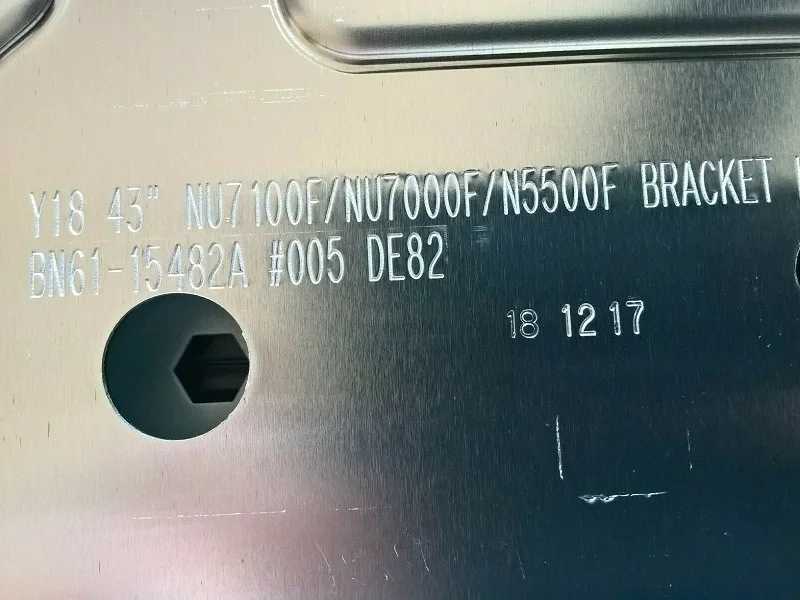 Y18 43" NU7100F/NU7000F/N5500F BRACKET
BN61-15482A #005 DE82
18 12 17